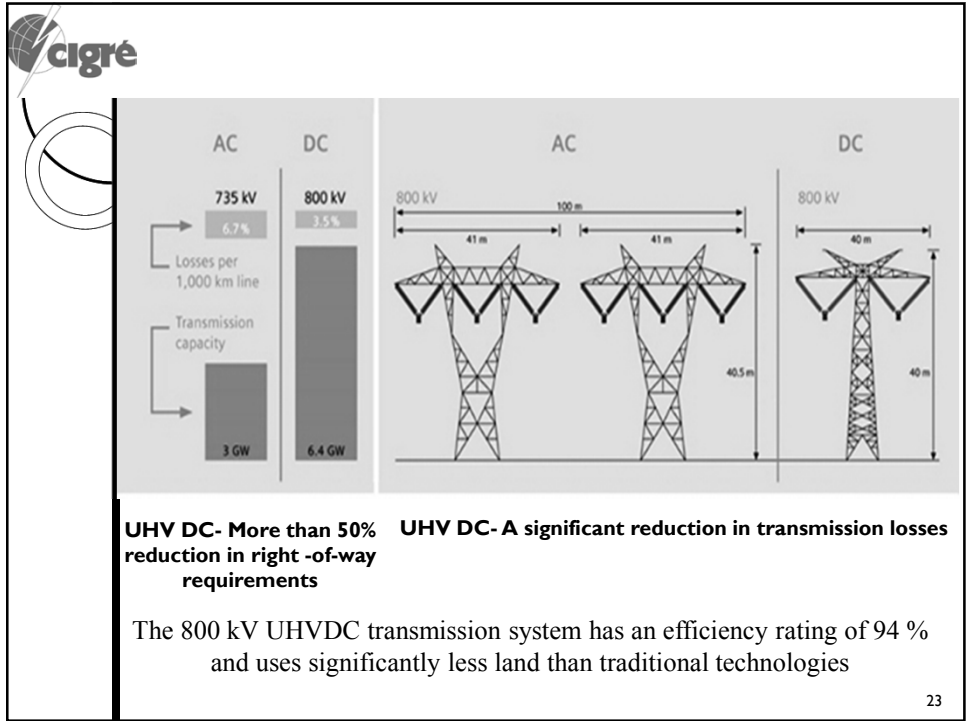 cigré
AC DC
735 kV 800 kV
6.7% 3.5%
Losses per
1,000 km line
Transmission
capacity
3 GW 6.4 GW
AC DC
800 kV 800 kV
100 m
41 m 41 m 40 m
40.5 m 40 m
UHV DC- More than 50%
reduction in right -of-way
requirements
UHV DC- A significant reduction in transmission losses
The 800 kV UHVDC transmission system has an efficiency rating of 94 %
and uses significantly less land than traditional technologies
23